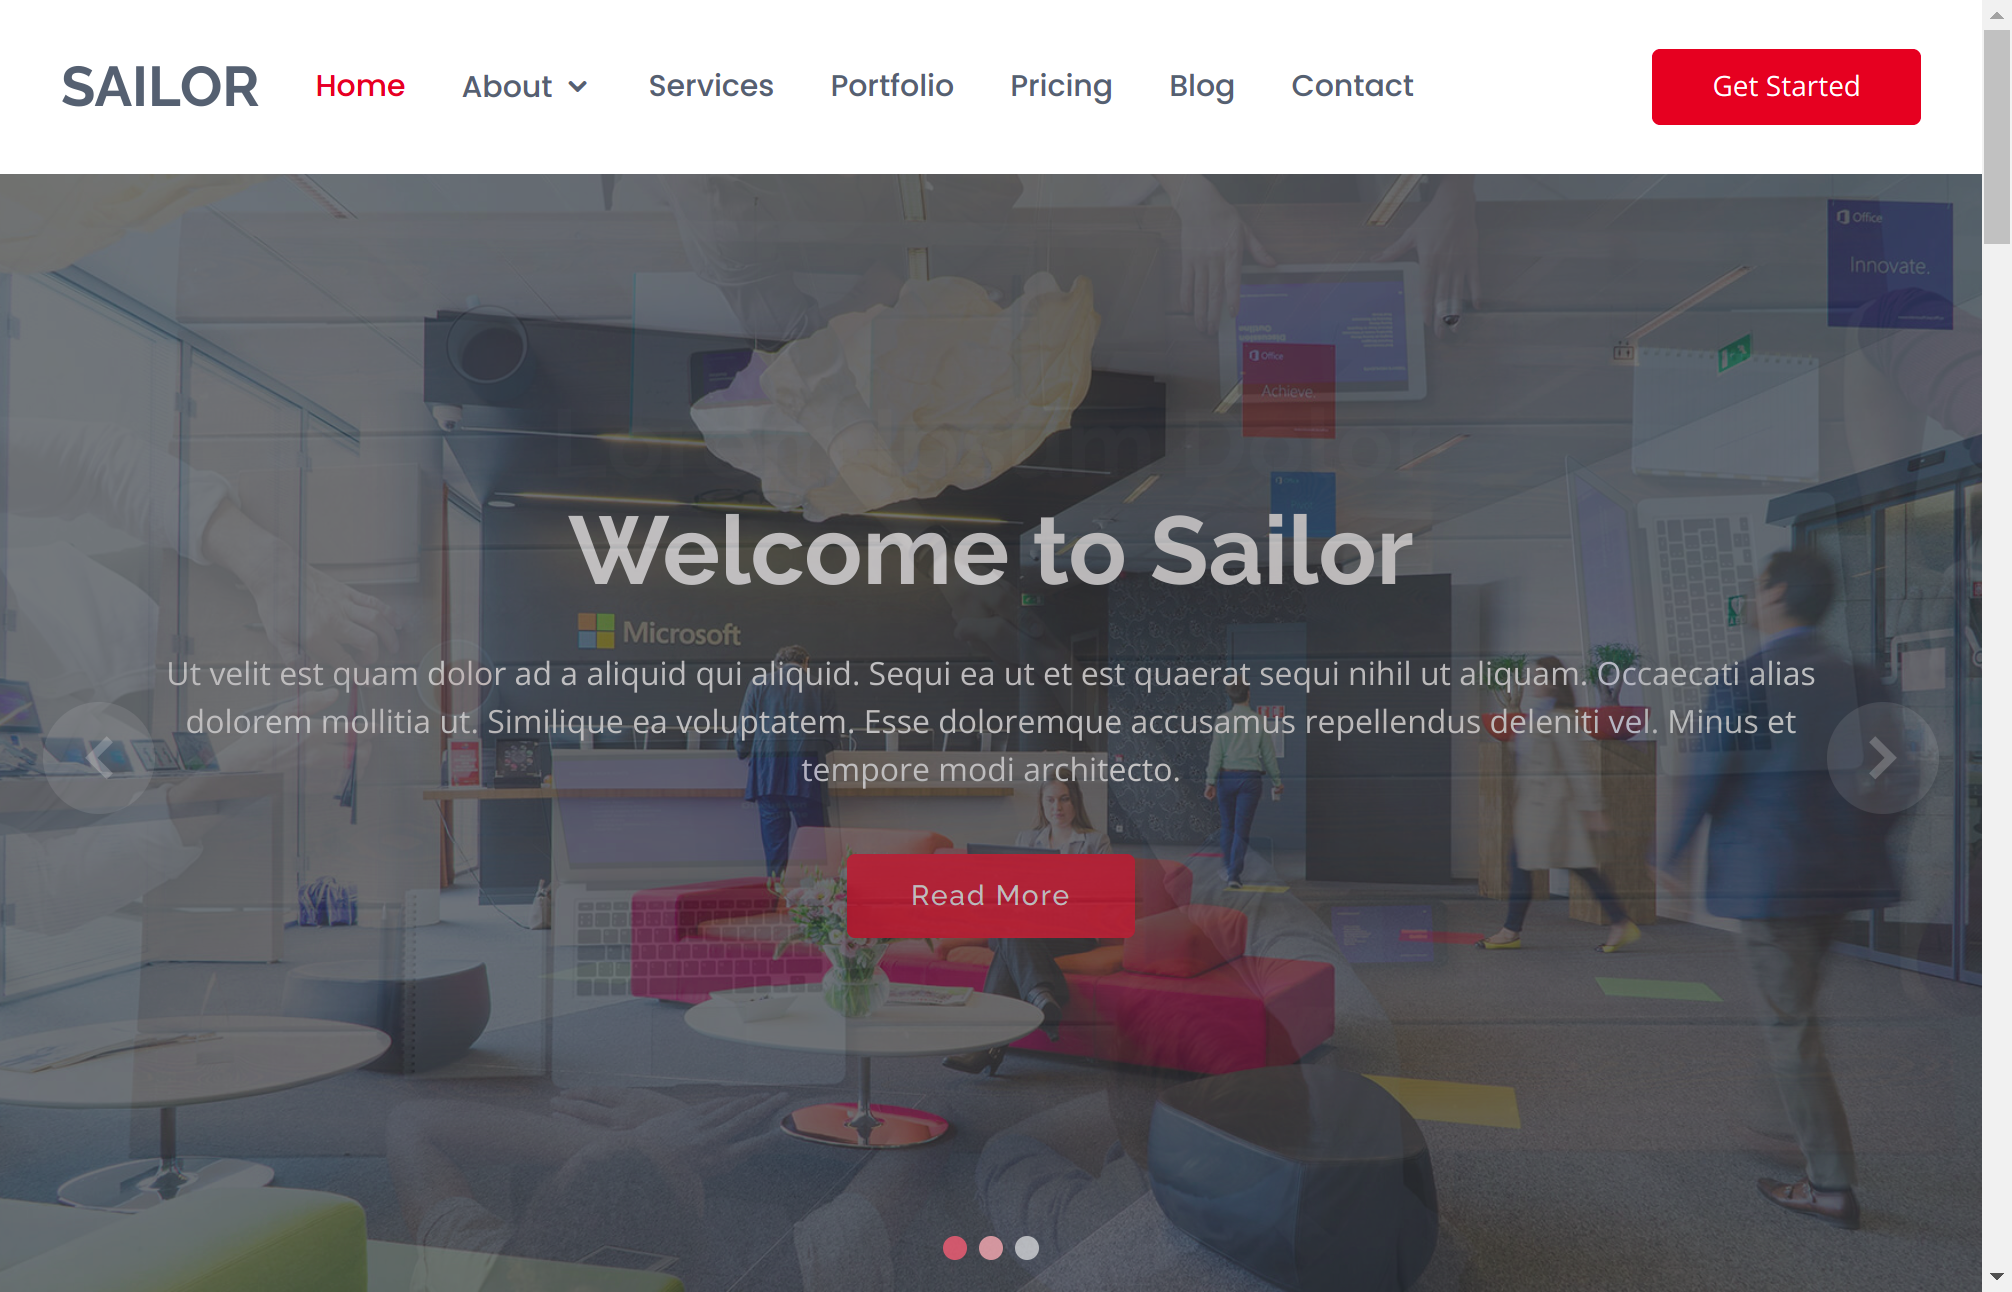 SAILOR
Home
About
Services
Portfolio
Pricing
Blog
Contact
Get Started
Office
Innovate.
Office
Achieve.
Welcome to Sailor
Microsoft
Ut velit est quam dolor ad a aliquid qui aliquid. Sequi ea ut et est quaerat sequi nihil ut aliquam. Occaecati alias
dolorem mollitia ut. Similique ea voluptatem. Esse doloremque accusamus repellendus deleniti vel. Minus et
tempore modi architecto.
Read More